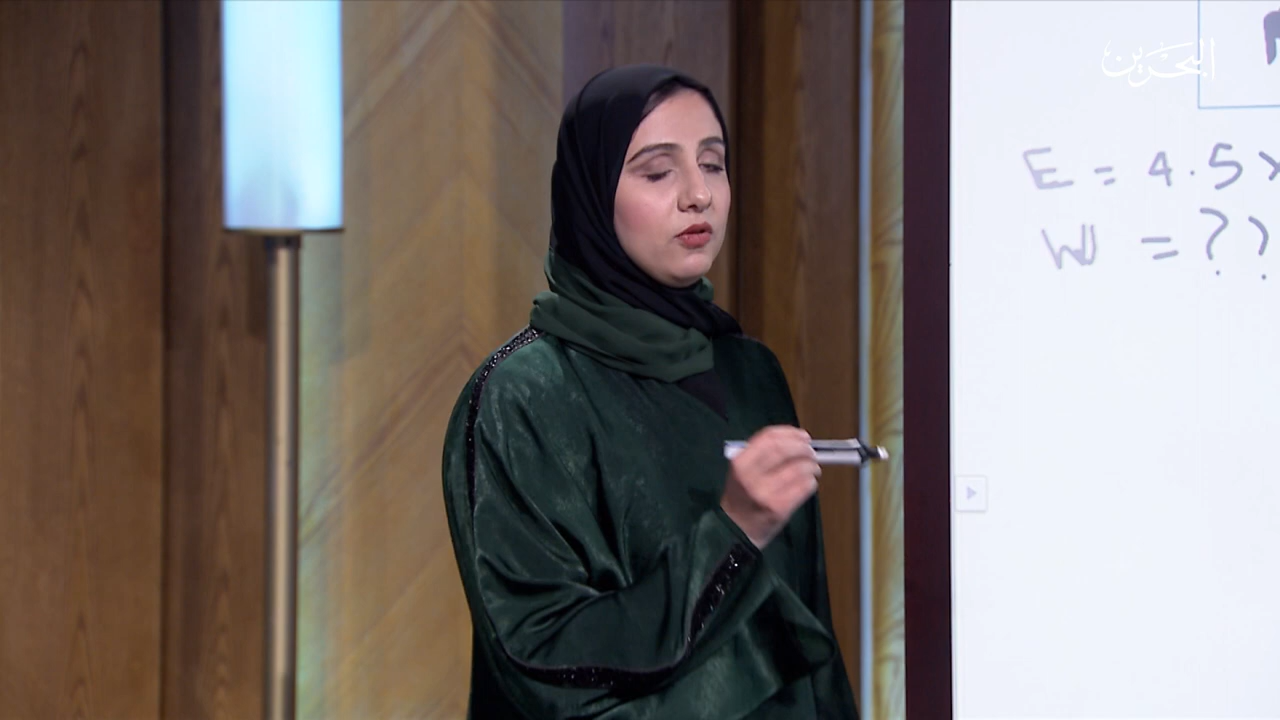 البحرين
E = 4.5×
W = ??